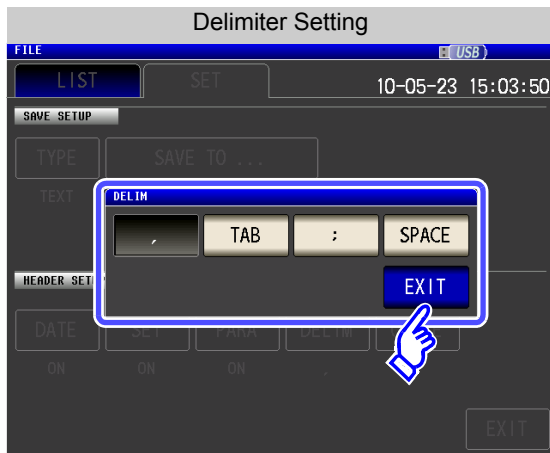 Delimiter Setting
FILE
USB
LIST SET 10-05-23 15:03:50
SAVE SETUP
TYPE SAVE TO ...
TEXT
DELIM
, TAB ; SPACE
EXIT
HEADER SET
DATE SET PARA DELIM
ON ON ON ,
EXIT